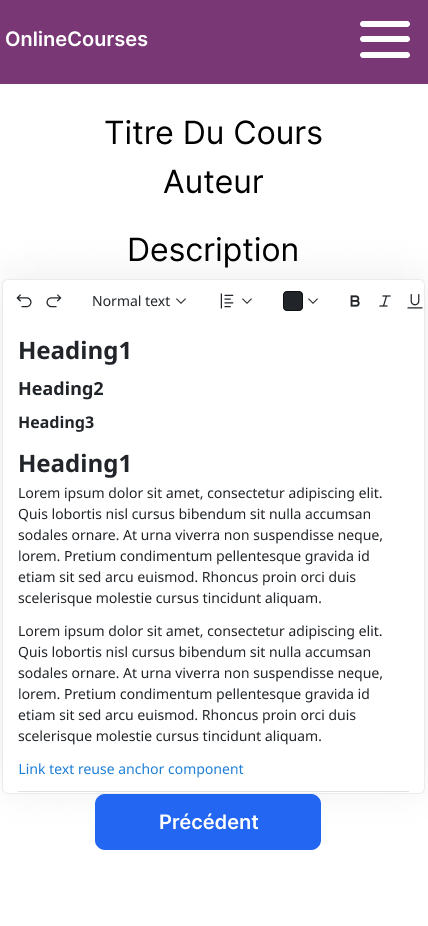 OnlineCourses
Titre Du Cours
Auteur
Description
Normal text
B I U
Heading1
Heading2
Heading3
Heading1
Lorem ipsum dolor sit amet, consectetur adipiscing elit.
Quis lobortis nisl cursus bibendum sit nulla accumsan
sodales ornare. At urna viverra non suspendisse neque,
lorem. Pretium condimentum pellentesque gravida id
etiam sit sed arcu euismod. Rhoncus proin orci duis
scelerisque molestie cursus tincidunt aliquam.
Lorem ipsum dolor sit amet, consectetur adipiscing elit.
Quis lobortis nisl cursus bibendum sit nulla accumsan
sodales ornare. At urna viverra non suspendisse neque,
lorem. Pretium condimentum pellentesque gravida id
etiam sit sed arcu euismod. Rhoncus proin orci duis
scelerisque molestie cursus tincidunt aliquam.
Link text reuse anchor component
Précédent